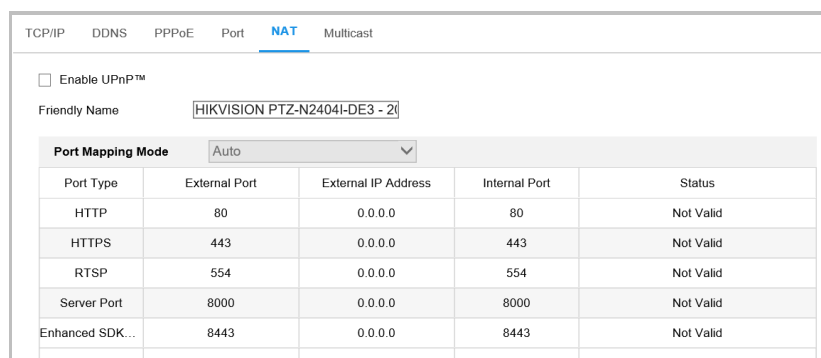 TCP/IP DDNS PPPoE Port NAT Multicast
Enable UPnP™
Friendly Name HIKVISION PTZ-N2404I-DE3 - 20
Port Mapping Mode Auto
Port Type External Port External IP Address Internal Port Status
HTTP 80 0.0.0.0 80 Not Valid
HTTPS 443 0.0.0.0 443 Not Valid
RTSP 554 0.0.0.0 554 Not Valid
Server Port 8000 0.0.0.0 8000 Not Valid
Enhanced SDK... 8443 0.0.0.0 8443 Not Valid